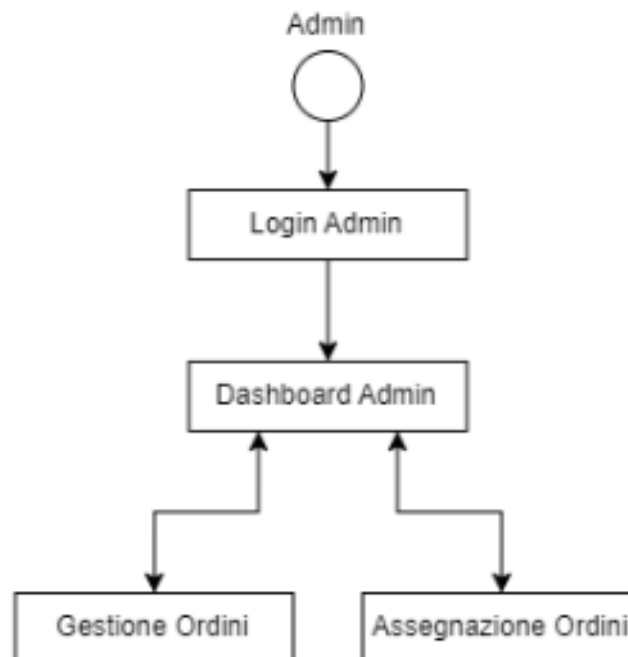 Admin
Login Admin
Dashboard Admin
Gestione Ordini
Assegnazione Ordini